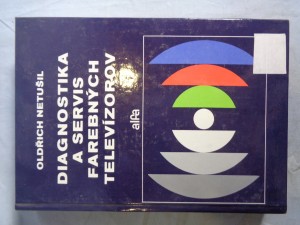 OLDŘICH NETUŠIL
DIAGNOSTIKA
A SERVIS
FAREBNÝCH
TELEVÍZOROV
alfa